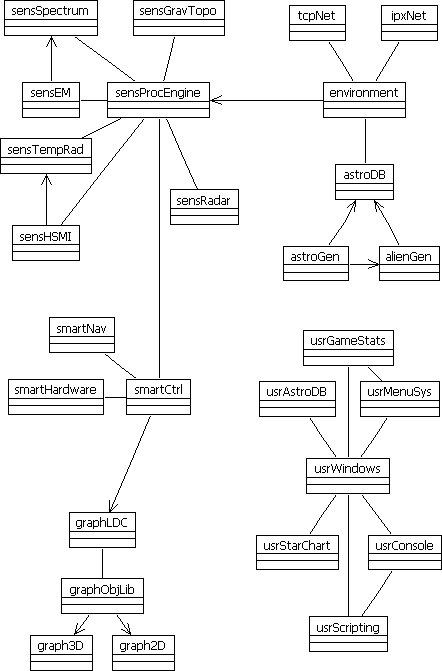 sensSpectrum
sensGravTopo
tcpNet
ipxNet
sensEM
sensProcEngine
environment
sensTempRad
astroDB
sensRadar
sensHSMI
astroGen
alienGen
smartNav
usrGameStats
smartHardware
smartCtrl
usrAstroDB
usrMenuSys
usrWindows
graphLDC
usrStarChart
usrConsole
graphObjLib
usrScripting
graph3D
graph2D